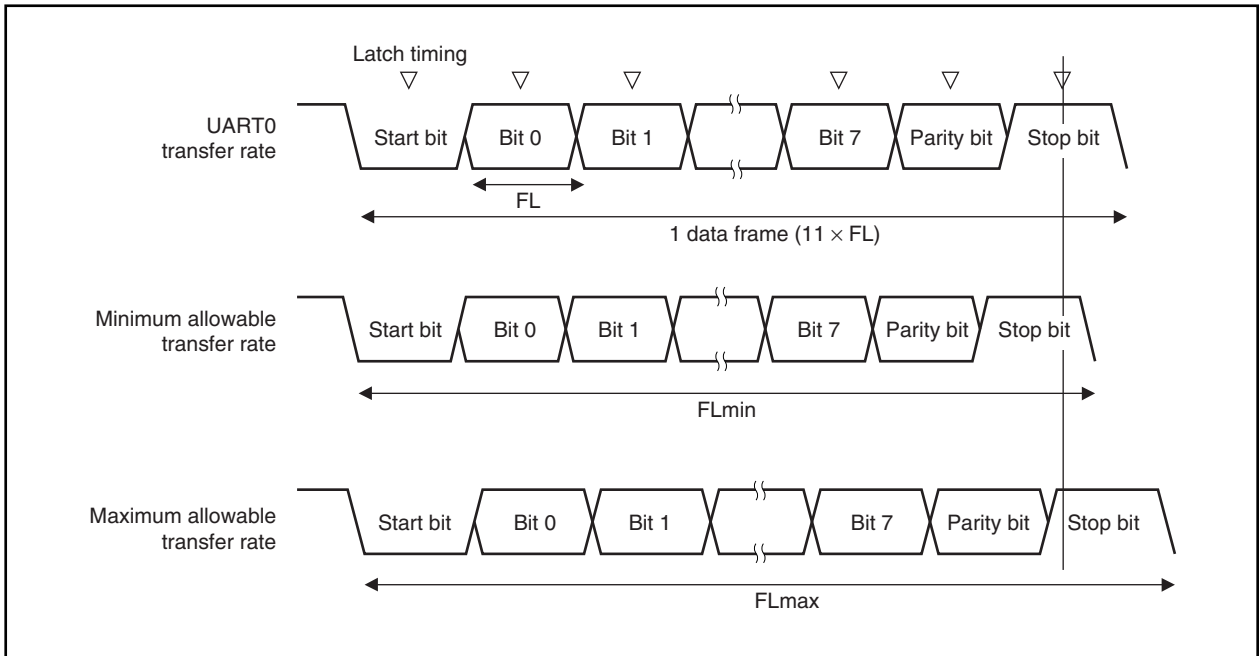 Latch timing
UART0
transfer rate
Start bit
Bit 0
Bit 1
Bit 7
Parity bit
Stop bit
FL
1 data frame (11 × FL)
Minimum allowable
transfer rate
Start bit
Bit 0
Bit 1
Bit 7
Parity bit
Stop bit
FLmin
Maximum allowable
transfer rate
Start bit
Bit 0
Bit 1
Bit 7
Parity bit
Stop bit
FLmax